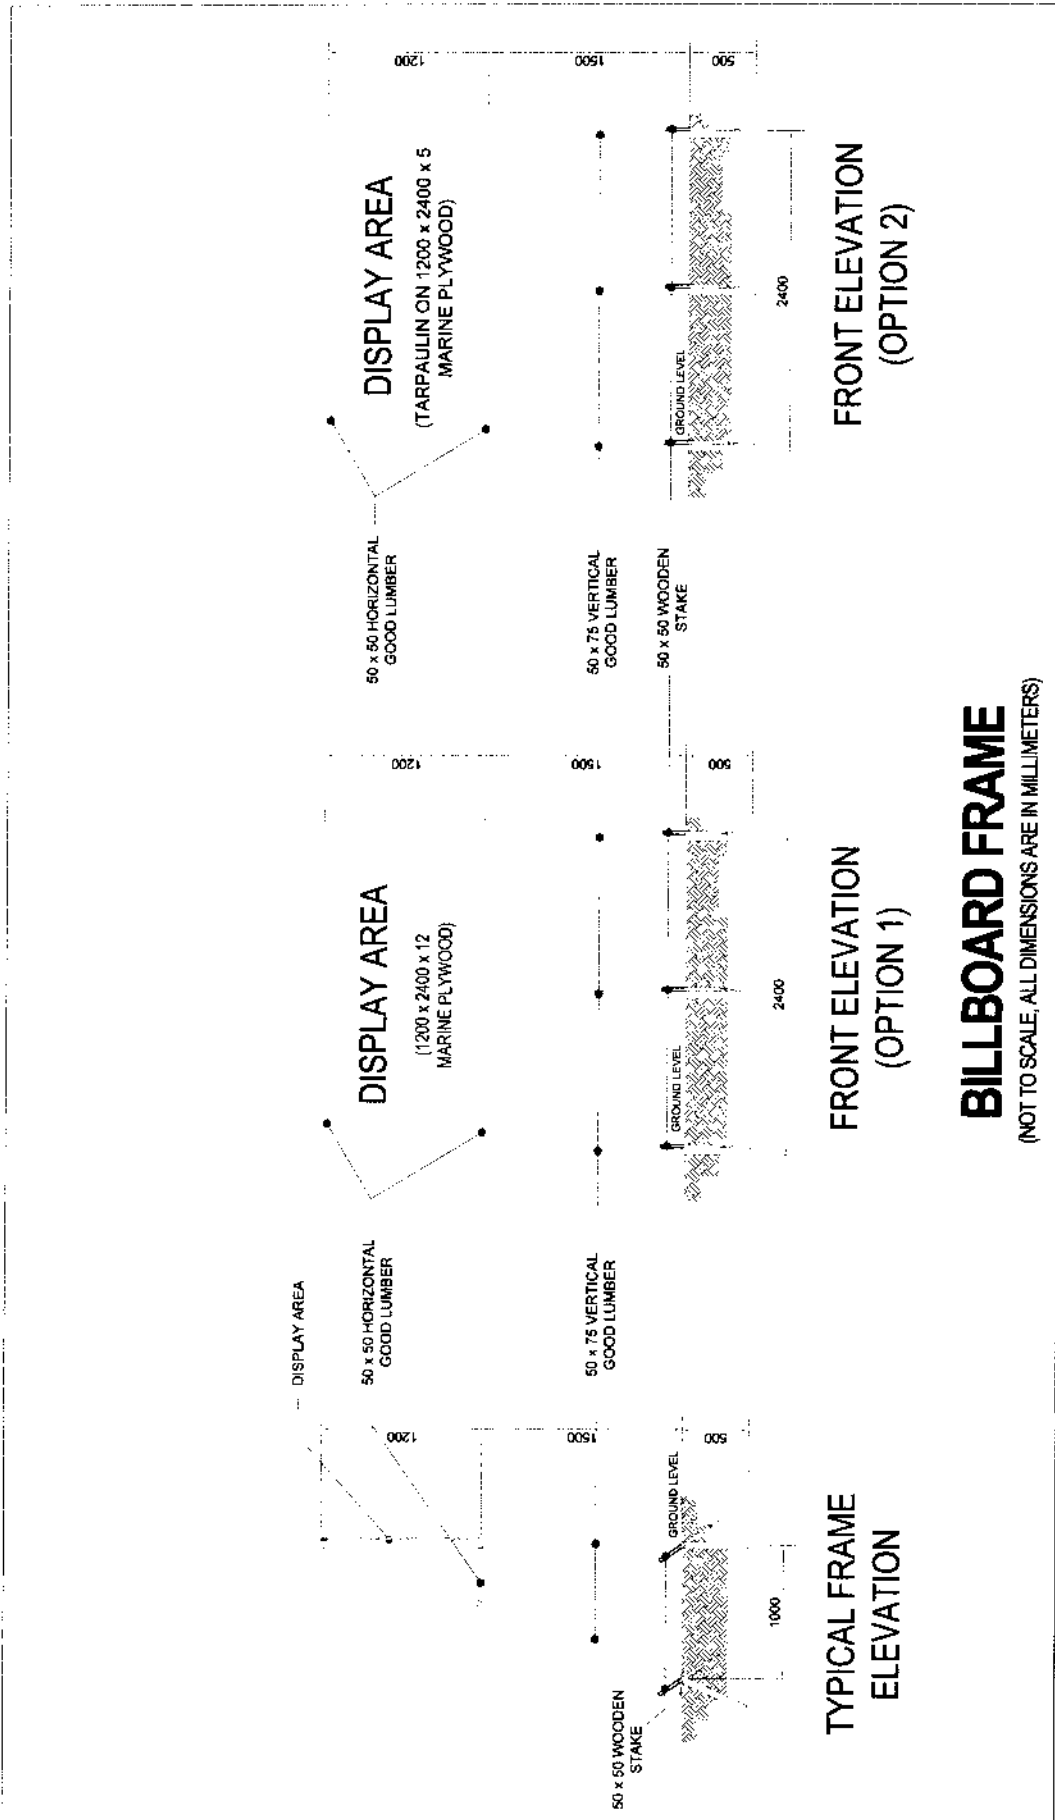 DISPLAY AREA
50 x 50 HORIZONTAL
GOOD LUMBER
1200
1500
500
50 x 75 VERTICAL
GOOD LUMBER
50 x 50 WOODEN
STAKE
GROUND LEVEL
1000
TYPICAL FRAME
ELEVATION
DISPLAY AREA
(1200 x 2400 x 12
MARINE PLYWOOD)
1200
1500
500
GROUND LEVEL
2400
FRONT ELEVATION
(OPTION 1)
50 x 50 HORIZONTAL
GOOD LUMBER
50 x 75 VERTICAL
GOOD LUMBER
50 x 50 WOODEN
STAKE
DISPLAY AREA
(TARPAULIN ON 1200 x 2400 x 5
MARINE PLYWOOD)
1200
1500
500
GROUND LEVEL
2400
FRONT ELEVATION
(OPTION 2)
BILLBOARD FRAME
(NOT TO SCALE, ALL DIMENSIONS ARE IN MILLIMETERS)